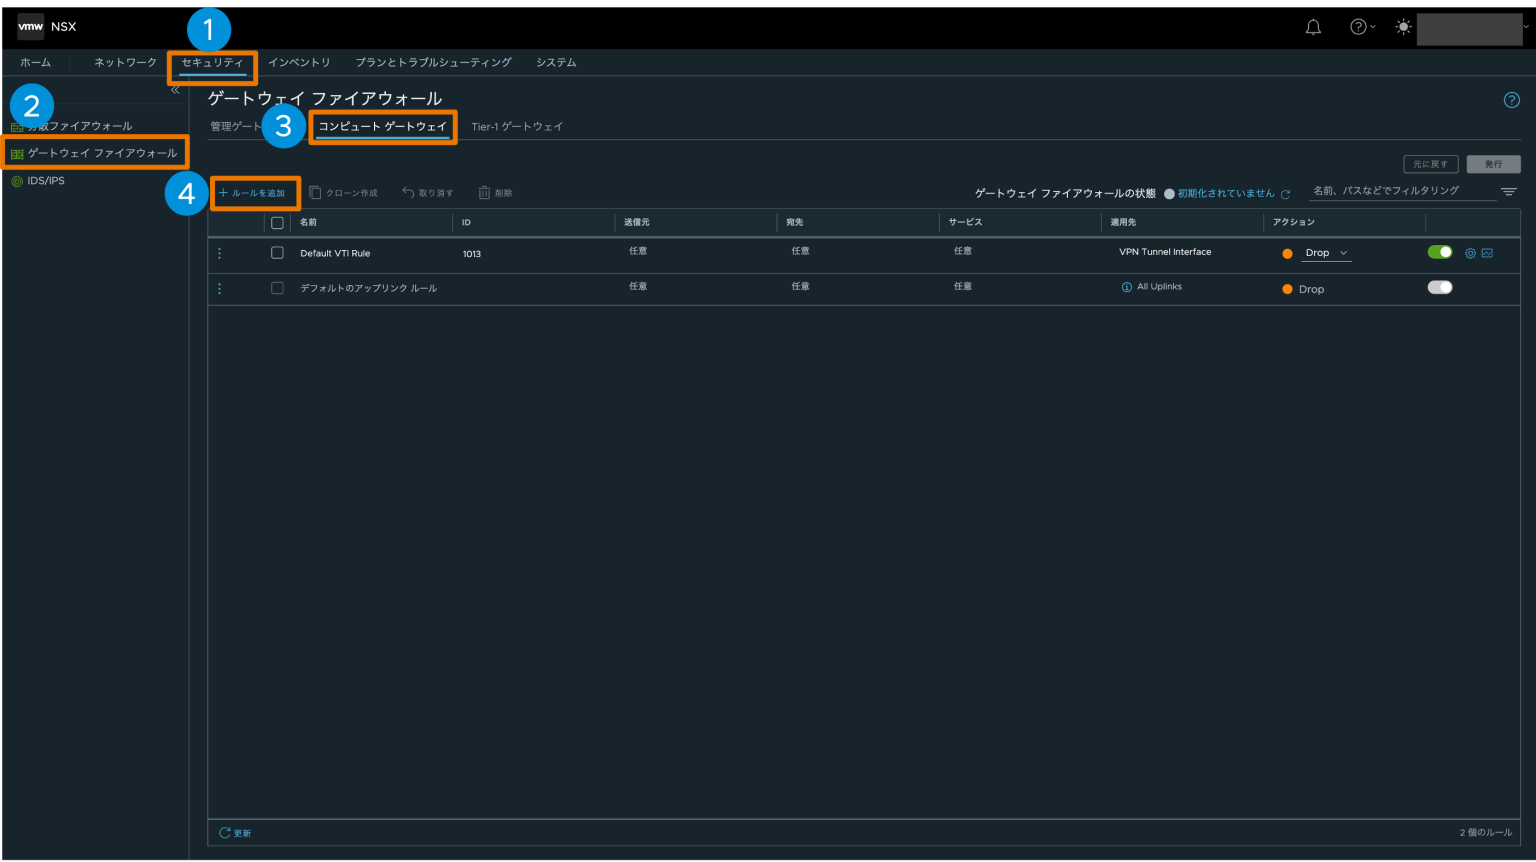 vmw NSX
1
ホーム ネットワーク セキュリティ インベントリ プランとトラブルシューティング システム
2
分散ファイアウォール
ゲートウェイ ファイアウォール
IDS/IPS
ゲートウェイ ファイアウォール
管理ゲート 3 コンピュート ゲートウェイ Tier-1 ゲートウェイ
元に戻す 発行
4 + ルールを追加 クローン作成 取り消す 削除 ゲートウェイ ファイアウォールの状態 初期化されていません 名前、パスなどでフィルタリング
名前 ID 送信元 宛先 サービス 適用先 アクション
Default VTI Rule 1013 任意 任意 任意 VPN Tunnel Interface Drop
デフォルトのアップリンク ルール 任意 任意 任意 All Uplinks Drop
更新 2 個のルール